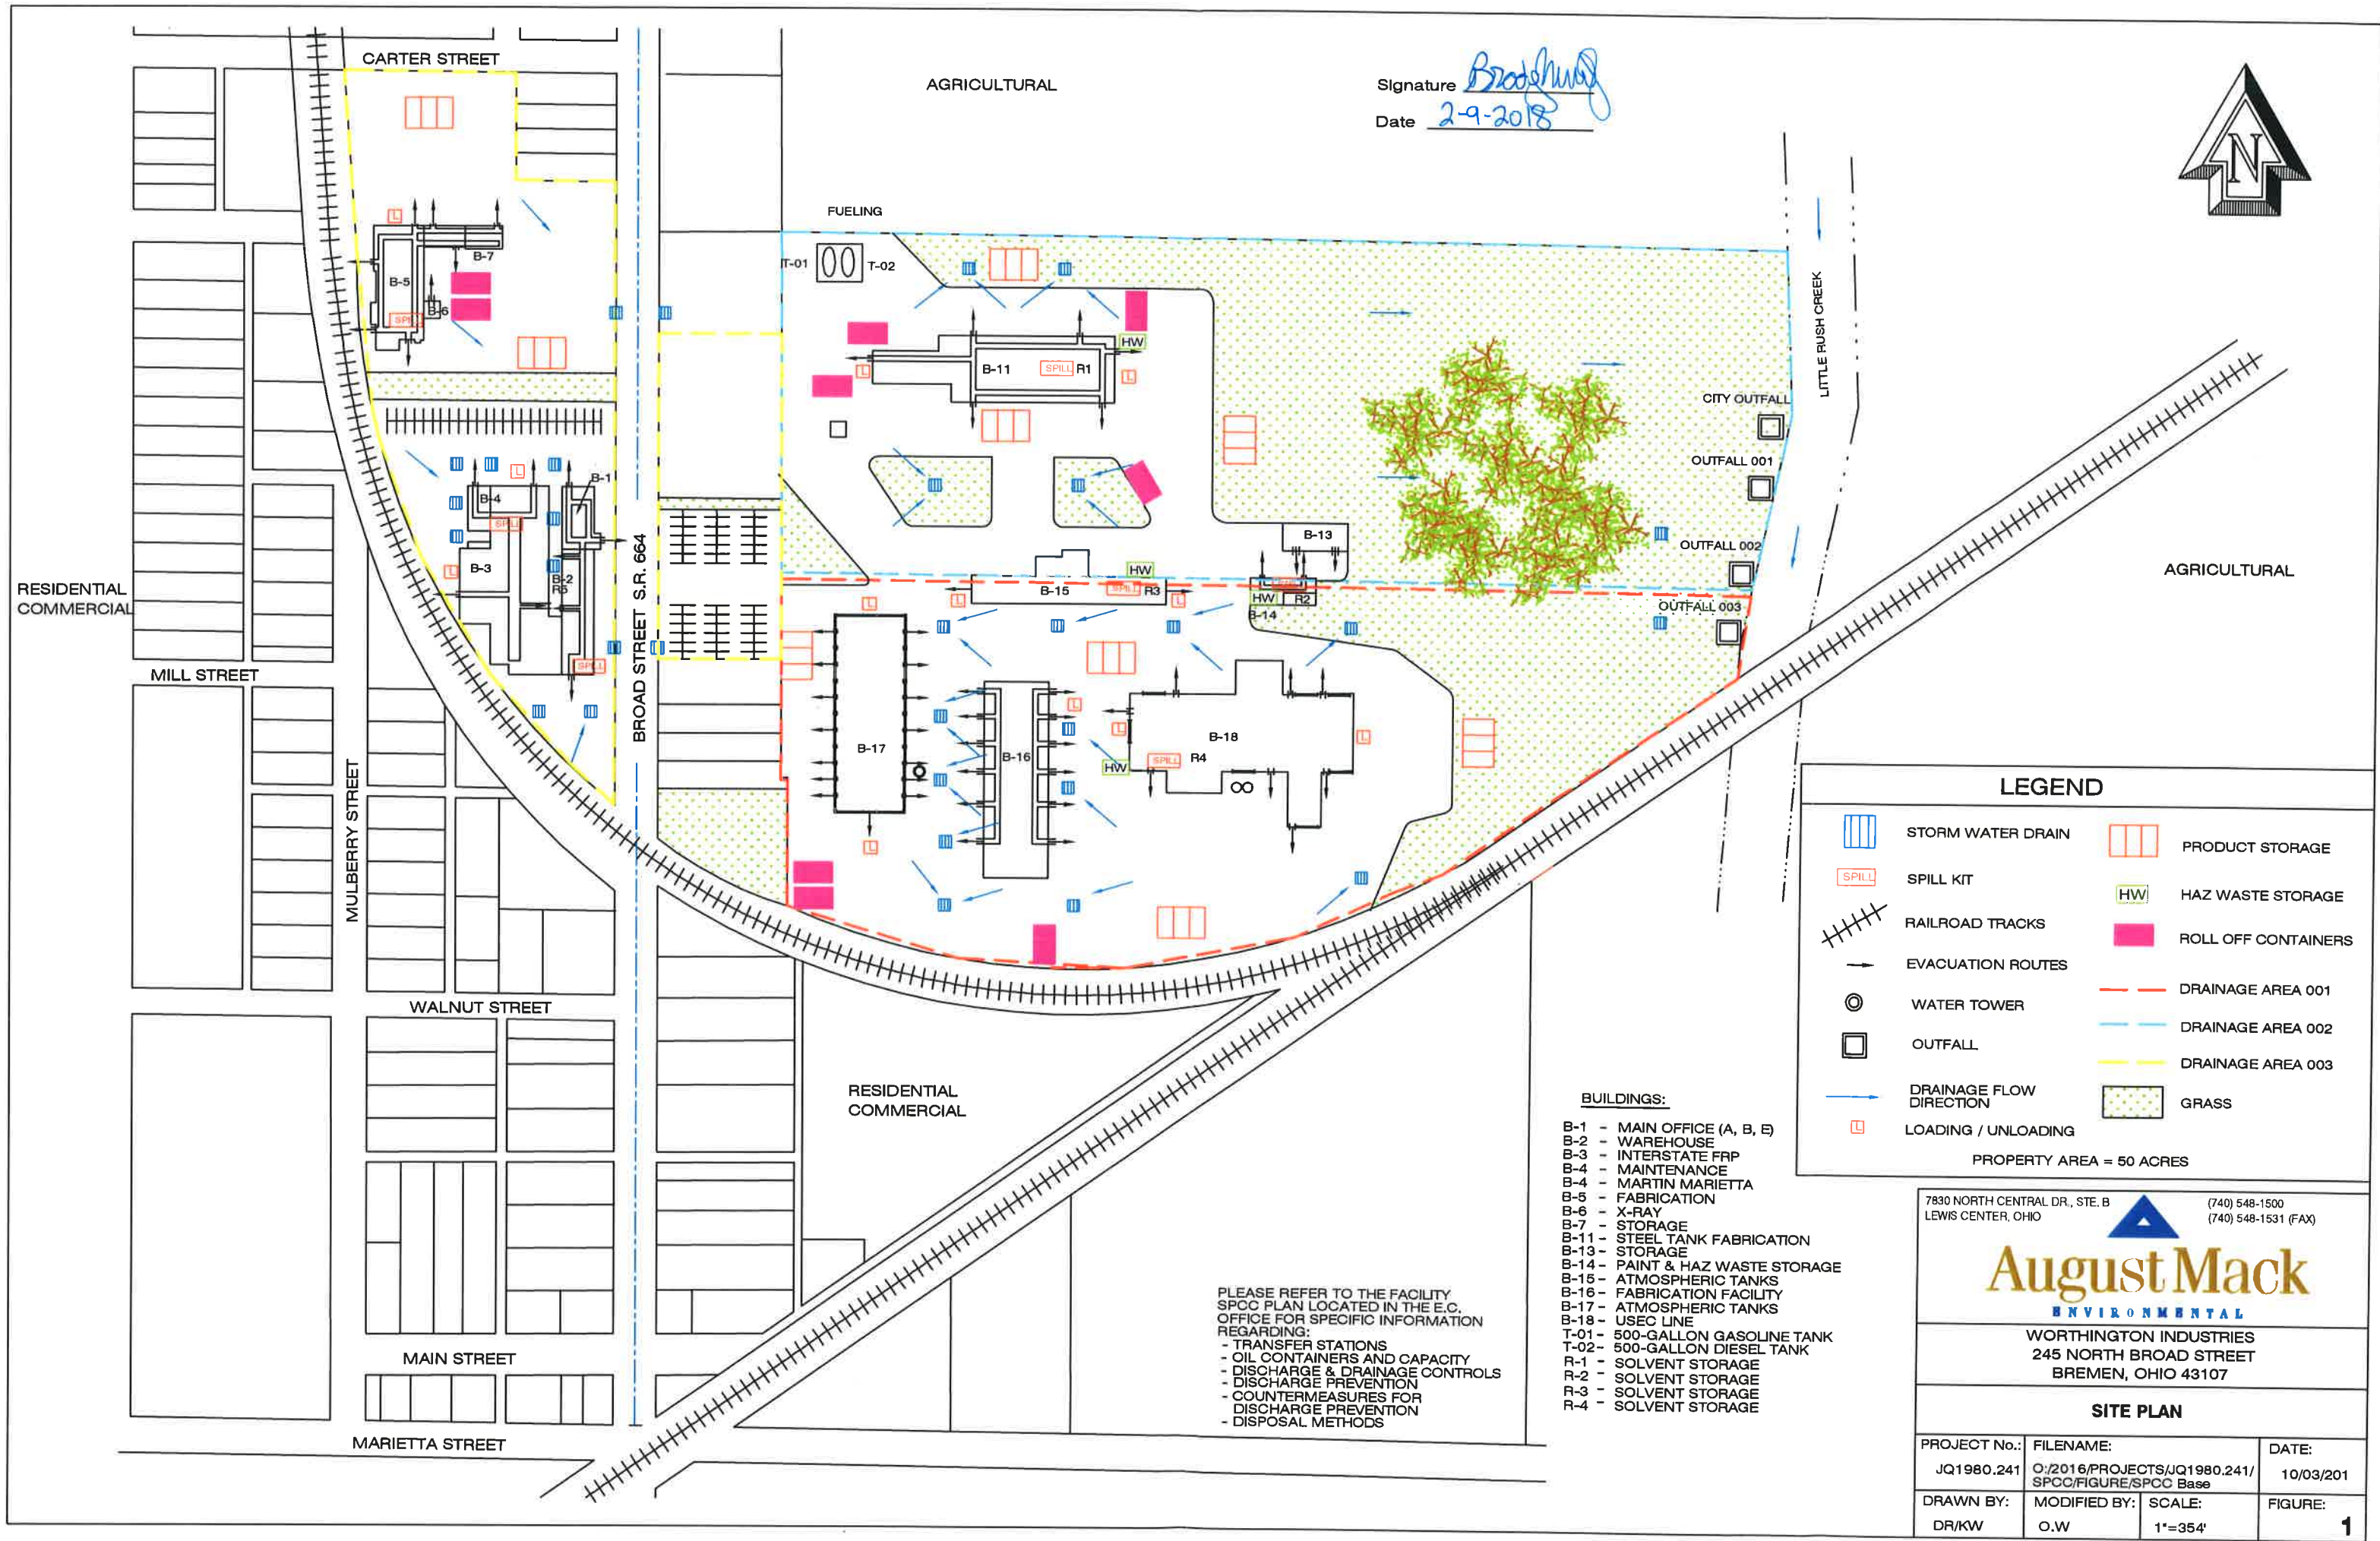 CARTER STREET
AGRICULTURAL
Signature
Date 2-9-2018
N
FUELING
T-01
T-02
L
B-7
B-5
B-6
SPILL
HW
B-11
SPILL R1
L
L
LITTLE RUSH CREEK
CITY OUTFALL
OUTFALL 001
OUTFALL 002
OUTFALL 003
L
B-1
B-4
SPILL
B-3
L
B-2
R5
SPILL
BROAD STREET S.R. 664
B-13
HW
B-15
SPILL R3
L
L
L
HW
R2
B-14
RESIDENTIAL
COMMERCIAL
AGRICULTURAL
MILL STREET
MULBERRY STREET
B-17
L
B-16
L
L
B-18
L
SPILL
R4
HW
WALNUT STREET
RESIDENTIAL
COMMERCIAL
MAIN STREET
MARIETTA STREET
LEGEND
STORM WATER DRAIN
PRODUCT STORAGE
SPILL
SPILL KIT
HW
HAZ WASTE STORAGE
RAILROAD TRACKS
ROLL OFF CONTAINERS
EVACUATION ROUTES
DRAINAGE AREA 001
WATER TOWER
DRAINAGE AREA 002
OUTFALL
DRAINAGE AREA 003
DRAINAGE FLOW
DIRECTION
GRASS
L
LOADING / UNLOADING
PROPERTY AREA = 50 ACRES
BUILDINGS:
B-1 - MAIN OFFICE (A, B, E)
B-2 - WAREHOUSE
B-3 - INTERSTATE FRP
B-4 - MAINTENANCE
B-4 - MARTIN MARIETTA
B-5 - FABRICATION
B-6 - X-RAY
B-7 - STORAGE
B-11 - STEEL TANK FABRICATION
B-13 - STORAGE
B-14 - PAINT & HAZ WASTE STORAGE
B-15 - ATMOSPHERIC TANKS
B-16 - FABRICATION FACILITY
B-17 - ATMOSPHERIC TANKS
B-18 - USEC LINE
T-01 - 500-GALLON GASOLINE TANK
T-02 - 500-GALLON DIESEL TANK
R-1 - SOLVENT STORAGE
R-2 - SOLVENT STORAGE
R-3 - SOLVENT STORAGE
R-4 - SOLVENT STORAGE
PLEASE REFER TO THE FACILITY
SPCC PLAN LOCATED IN THE E.C.
OFFICE FOR SPECIFIC INFORMATION
REGARDING:
- TRANSFER STATIONS
- OIL CONTAINERS AND CAPACITY
- DISCHARGE & DRAINAGE CONTROLS
- DISCHARGE PREVENTION
- COUNTERMEASURES FOR
DISCHARGE PREVENTION
- DISPOSAL METHODS
7830 NORTH CENTRAL DR., STE. B
LEWIS CENTER, OHIO
(740) 548-1500
(740) 548-1531 (FAX)
August Mack
ENVIRONMENTAL
WORTHINGTON INDUSTRIES
245 NORTH BROAD STREET
BREMEN, OHIO 43107
SITE PLAN
PROJECT No.:
JQ1980.241
FILENAME:
O:/2016/PROJECTS/JQ1980.241/
SPCC/FIGURE/SPCC Base
DATE:
10/03/201
DRAWN BY:
DR/KW
MODIFIED BY:
O.W
SCALE:
1"=354'
FIGURE:
1